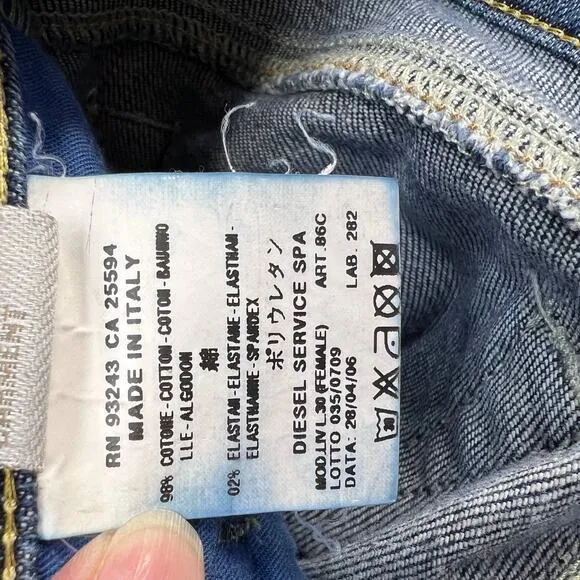 RN 93243 CA 25594
MADE IN ITALY
98% COTONE-COTTON-COTON-BAUMWO
LLE-ALGODON
綿
02% ELASTAN-ELASTANE-ELASTHAN-
ELASTHANNE-SPANDEX
ポリウレタン
DIESEL SERVICE SPA
MOD.LIV L.30 (FEMALE) ART.86C
LOTTO 035/0709
DATA: 28/04/06 LAB. 282
30